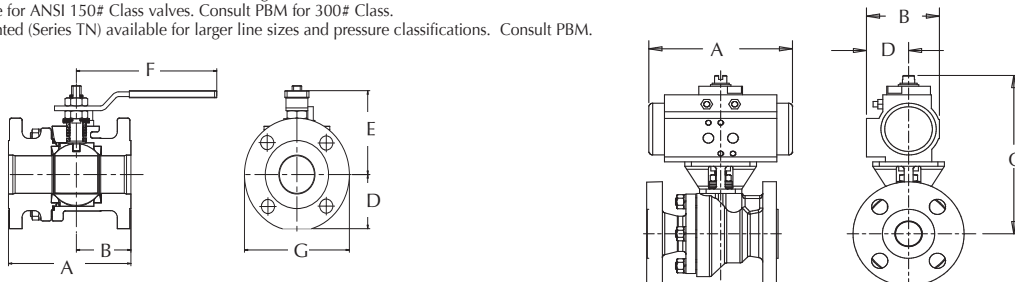 e for ANSI 150# Class valves. Consult PBM for 300# Class.
nted (Series TN) available for larger line sizes and pressure classifications. Consult PBM.
F
E
D
G
B
A
A
B
D